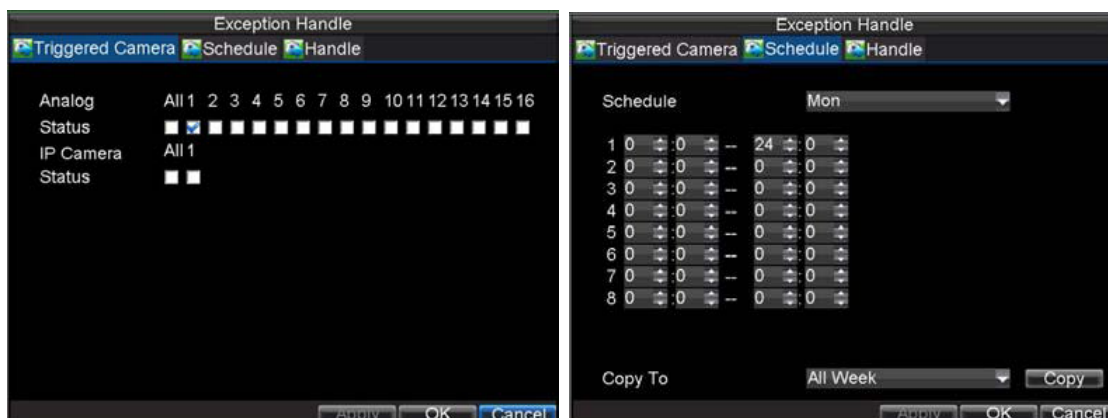 Exception Handle
Triggered Camera Schedule Handle
Analog All 1 2 3 4 5 6 7 8 9 10 11 12 13 14 15 16
Status
IP Camera All 1
Status
Apply OK Cancel
Exception Handle
Triggered Camera Schedule Handle
Schedule Mon
1 0 :0 -- 24 :0
2 0 :0 -- 0 :0
3 0 :0 -- 0 :0
4 0 :0 -- 0 :0
5 0 :0 -- 0 :0
6 0 :0 -- 0 :0
7 0 :0 -- 0 :0
8 0 :0 -- 0 :0
Copy To All Week Copy
Apply OK Cancel